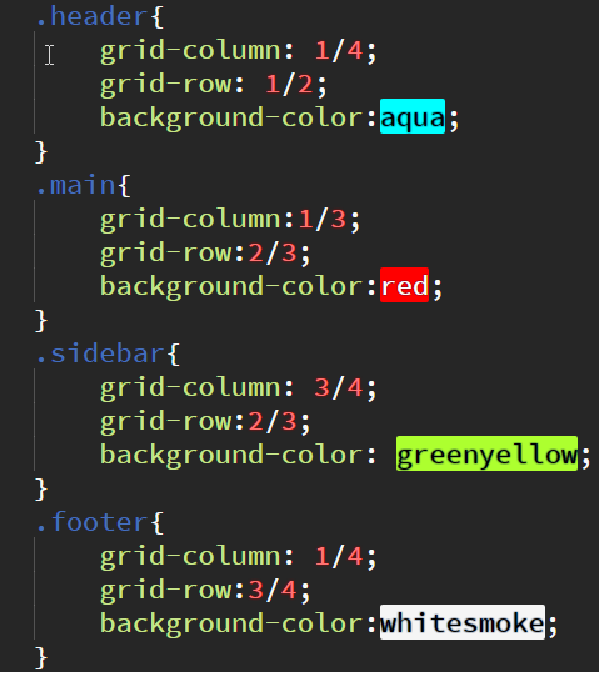 .header{
    grid-column: 1/4;
    grid-row: 1/2;
    background-color:aqua;
}
.main{
    grid-column:1/3;
    grid-row:2/3;
    background-color:red;
}
.sidebar{
    grid-column: 3/4;
    grid-row:2/3;
    background-color: greenyellow;
}
.footer{
    grid-column: 1/4;
    grid-row:3/4;
    background-color:whitesmoke;
}